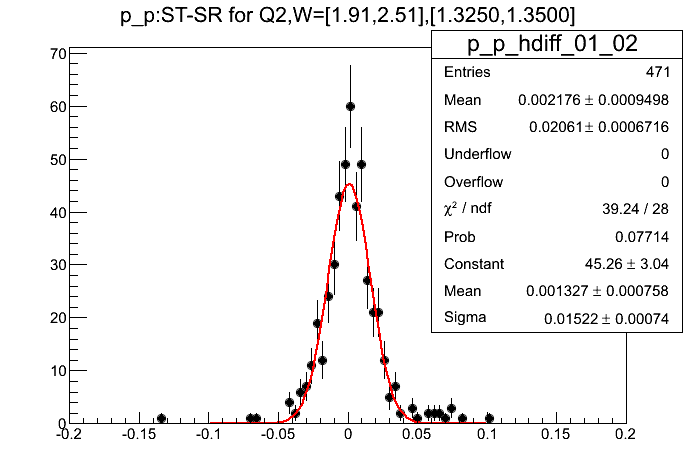 p_p:ST-SR for Q2,W=[1.91,2.51],[1.3250,1.3500]
p_p_hdiff_01_02
Entries 471
Mean 0.002176 ± 0.0009498
RMS 0.02061± 0.0006716
Underflow 0
Overflow 0
χ² / ndf 39.24 / 28
Prob 0.07714
Constant 45.26 ± 3.04
Mean 0.001327 ± 0.000758
Sigma 0.01522 ± 0.00074
70
60
50
40
30
20
10
0
-0.2 -0.15 -0.1 -0.05 0 0.05 0.1 0.15 0.2